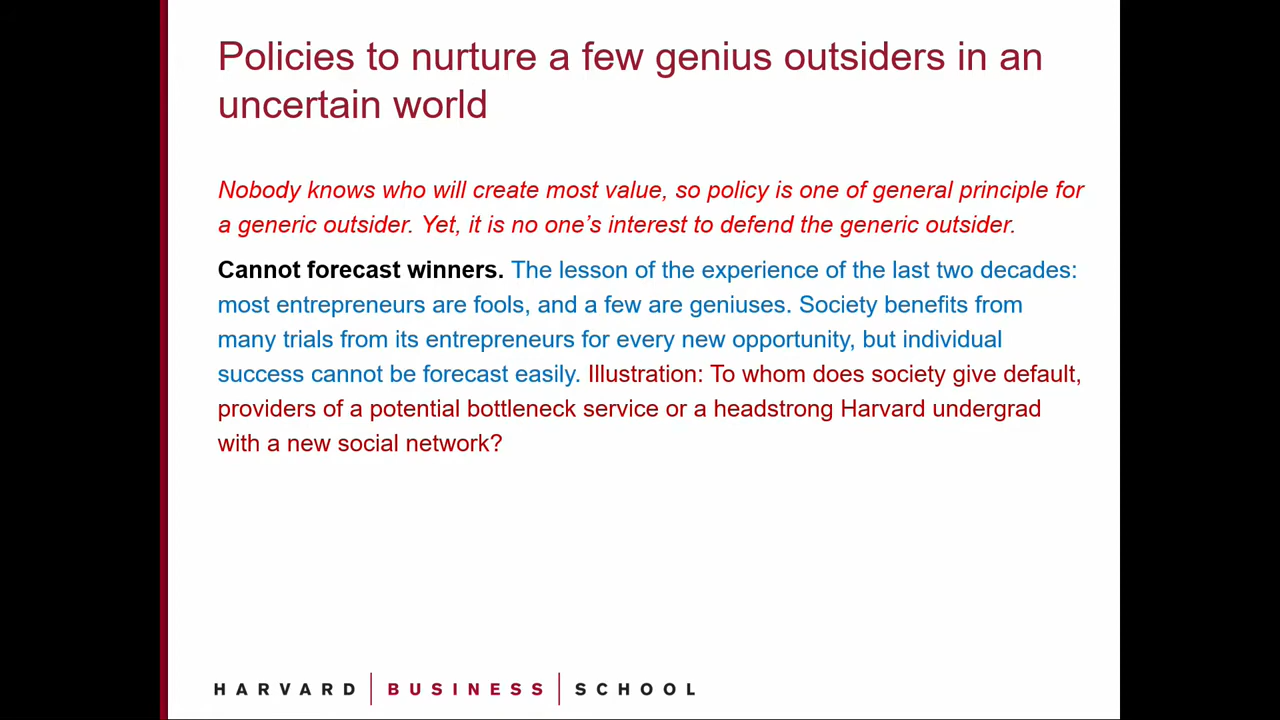 Policies to nurture a few genius outsiders in an
uncertain world
Nobody knows who will create most value, so policy is one of general principle for
a generic outsider. Yet, it is no one’s interest to defend the generic outsider.
Cannot forecast winners. The lesson of the experience of the last two decades:
most entrepreneurs are fools, and a few are geniuses. Society benefits from
many trials from its entrepreneurs for every new opportunity, but individual
success cannot be forecast easily. Illustration: To whom does society give default,
providers of a potential bottleneck service or a headstrong Harvard undergrad
with a new social network?
HARVARD | BUSINESS | SCHOOL